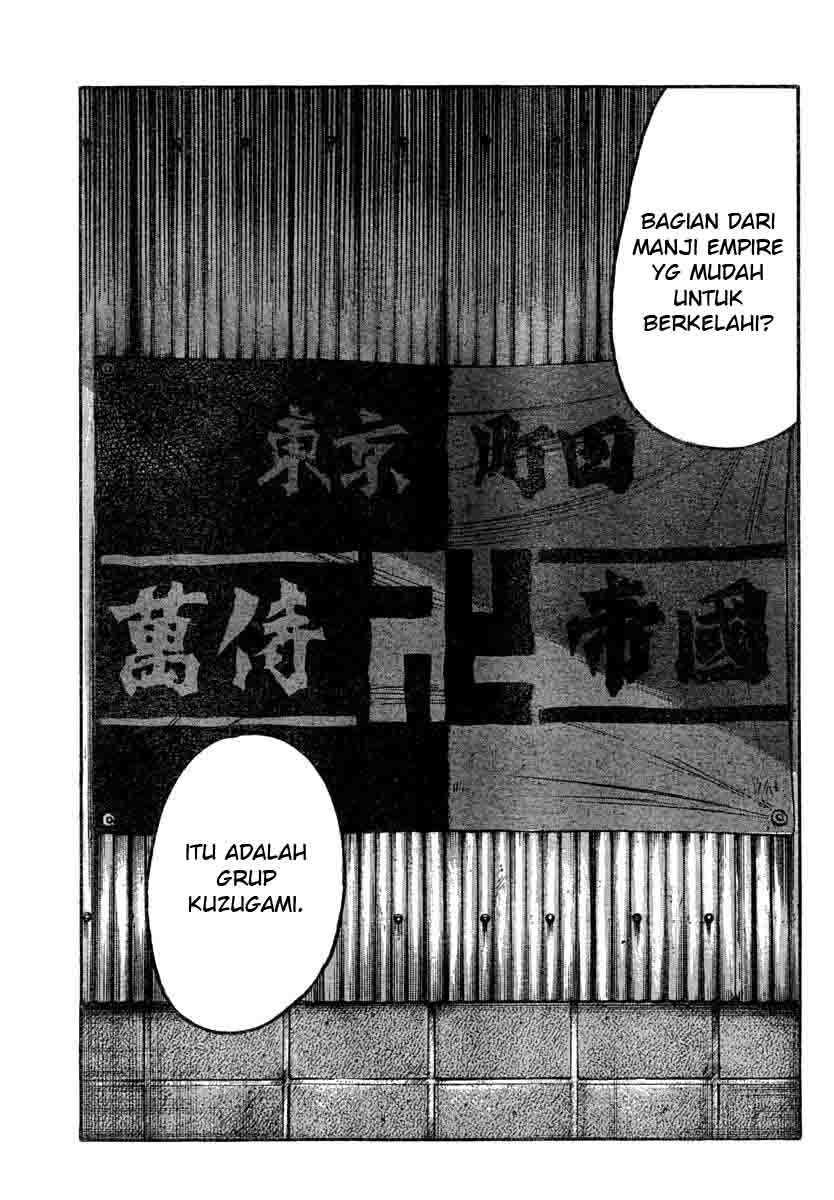 BAGIAN DARI
MANJI EMPIRE
YG MUDAH
UNTUK
BERKELAHI?
東京 町田
萬侍 卍 帝國
ITU ADALAH
GRUP
KUZUGAMI.